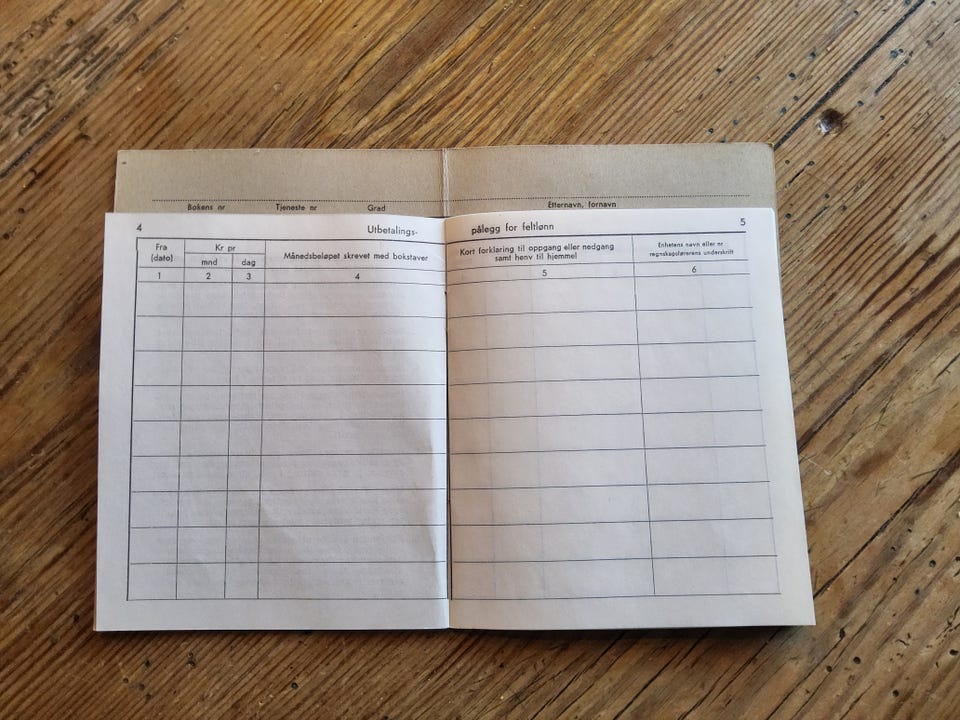 Bokens nr Tjeneste nr Grad Etternavn, fornavn
4 Utbetalings- pålegg for feltlønn 5
Fra (dato) Kr pr Månedsbeløpet skrevet med bokstaver Kort forklaring til oppgang eller nedgang samt henv til hjemmel Enhetens navn eller nr regnskapsførerens underskrift
mnd dag
1 2 3 4 5 6